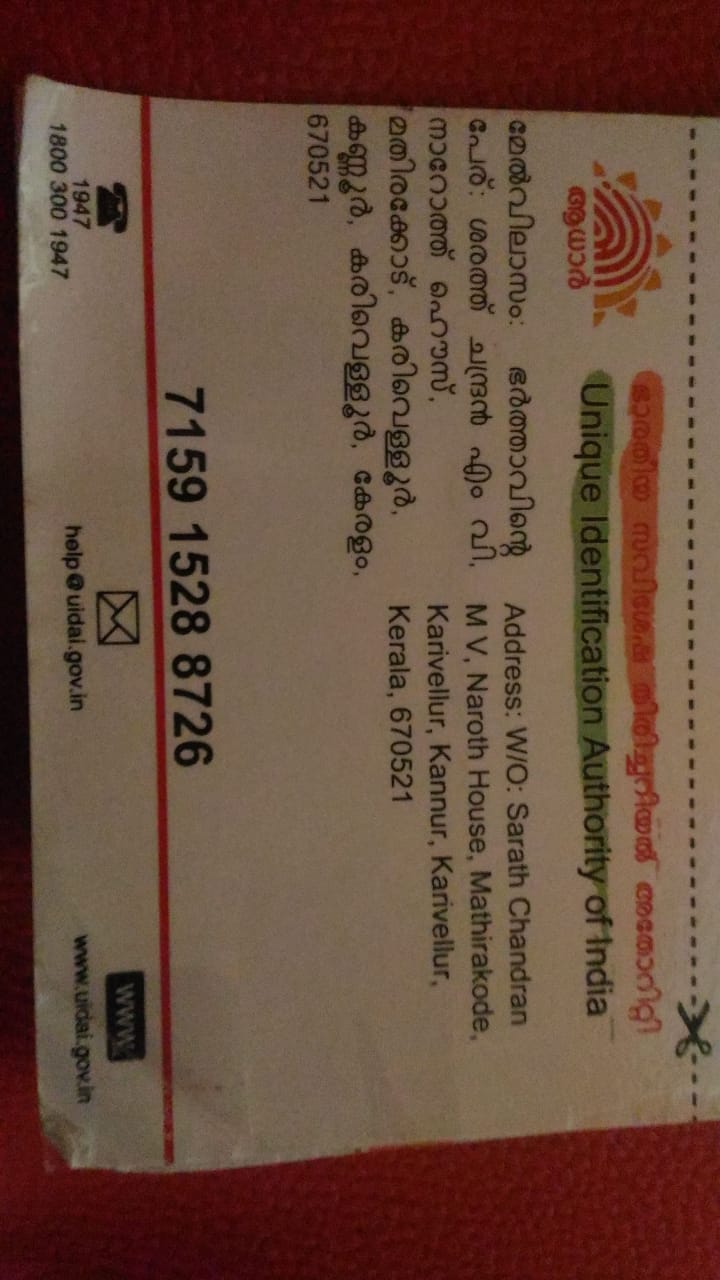 ഭാരതീയ സവിശേഷ തിരിച്ചറിയൽ അതോറിറ്റി
Unique Identification Authority of India
ആധാർ
മേൽവിലാസം: ഭർത്താവിന്റെ
പേര്: ശരത്ത് ചന്ദ്രൻ എം വി,
നാറോത്ത് ഹൌസ്,
മതിരക്കോട്, കരിവെള്ളൂർ,
കണ്ണൂർ, കരിവെള്ളൂർ, കേരളം,
670521
Address: W/O: Sarath Chandran
M V, Naroth House, Mathirakode,
Karivellur, Kannur, Karivellur,
Kerala, 670521
7159 1528 8726
1947
1800 300 1947
help@uidai.gov.in
www
www.uidai.gov.in